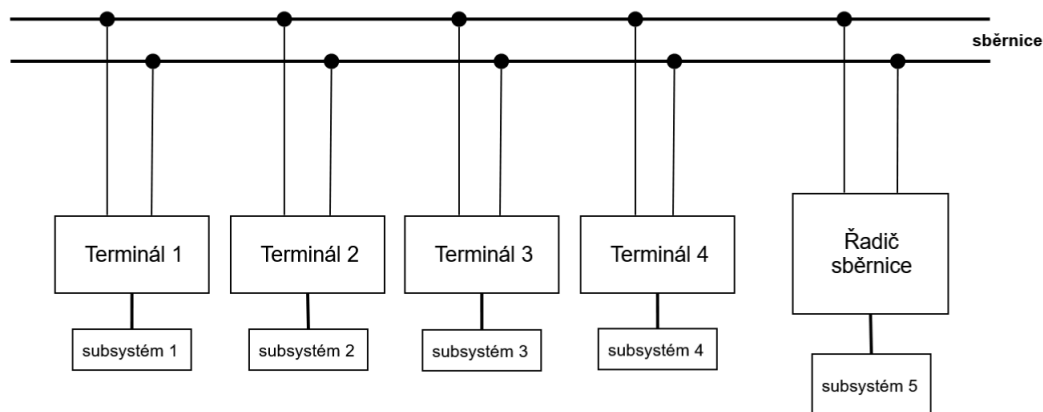 sběrnice
Terminál 1
Terminál 2
Terminál 3
Terminál 4
Řadič
sběrnice
subsystém 1
subsystém 2
subsystém 3
subsystém 4
subsystém 5